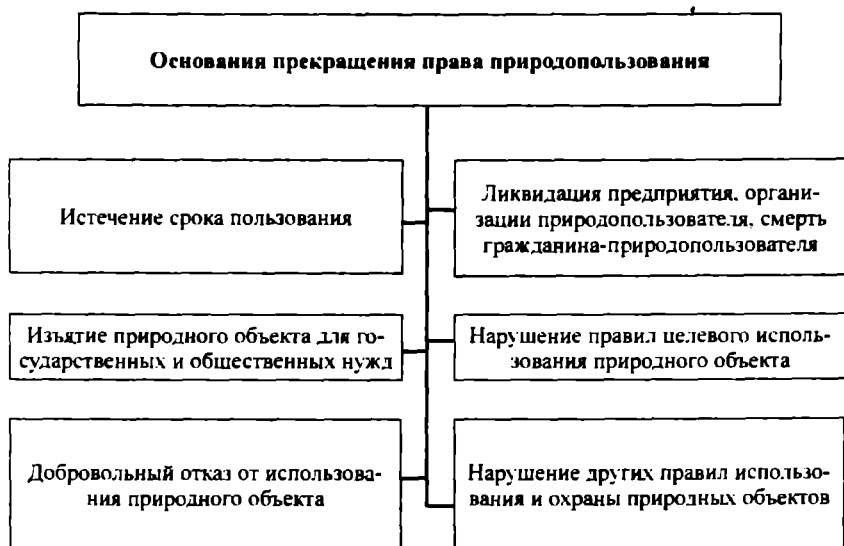 Основания прекращения права природопользования
Истечение срока пользования
Ликвидация предприятия, органи-
зации природопользователя, смерть
гражданина-природопользователя
Изъятие природного объекта для го-
сударственных и общественных нужд
Нарушение правил целевого исполь-
зования природного объекта
Добровольный отказ от использова-
ния природного объекта
Нарушение других правил использо-
вания и охраны природных объектов